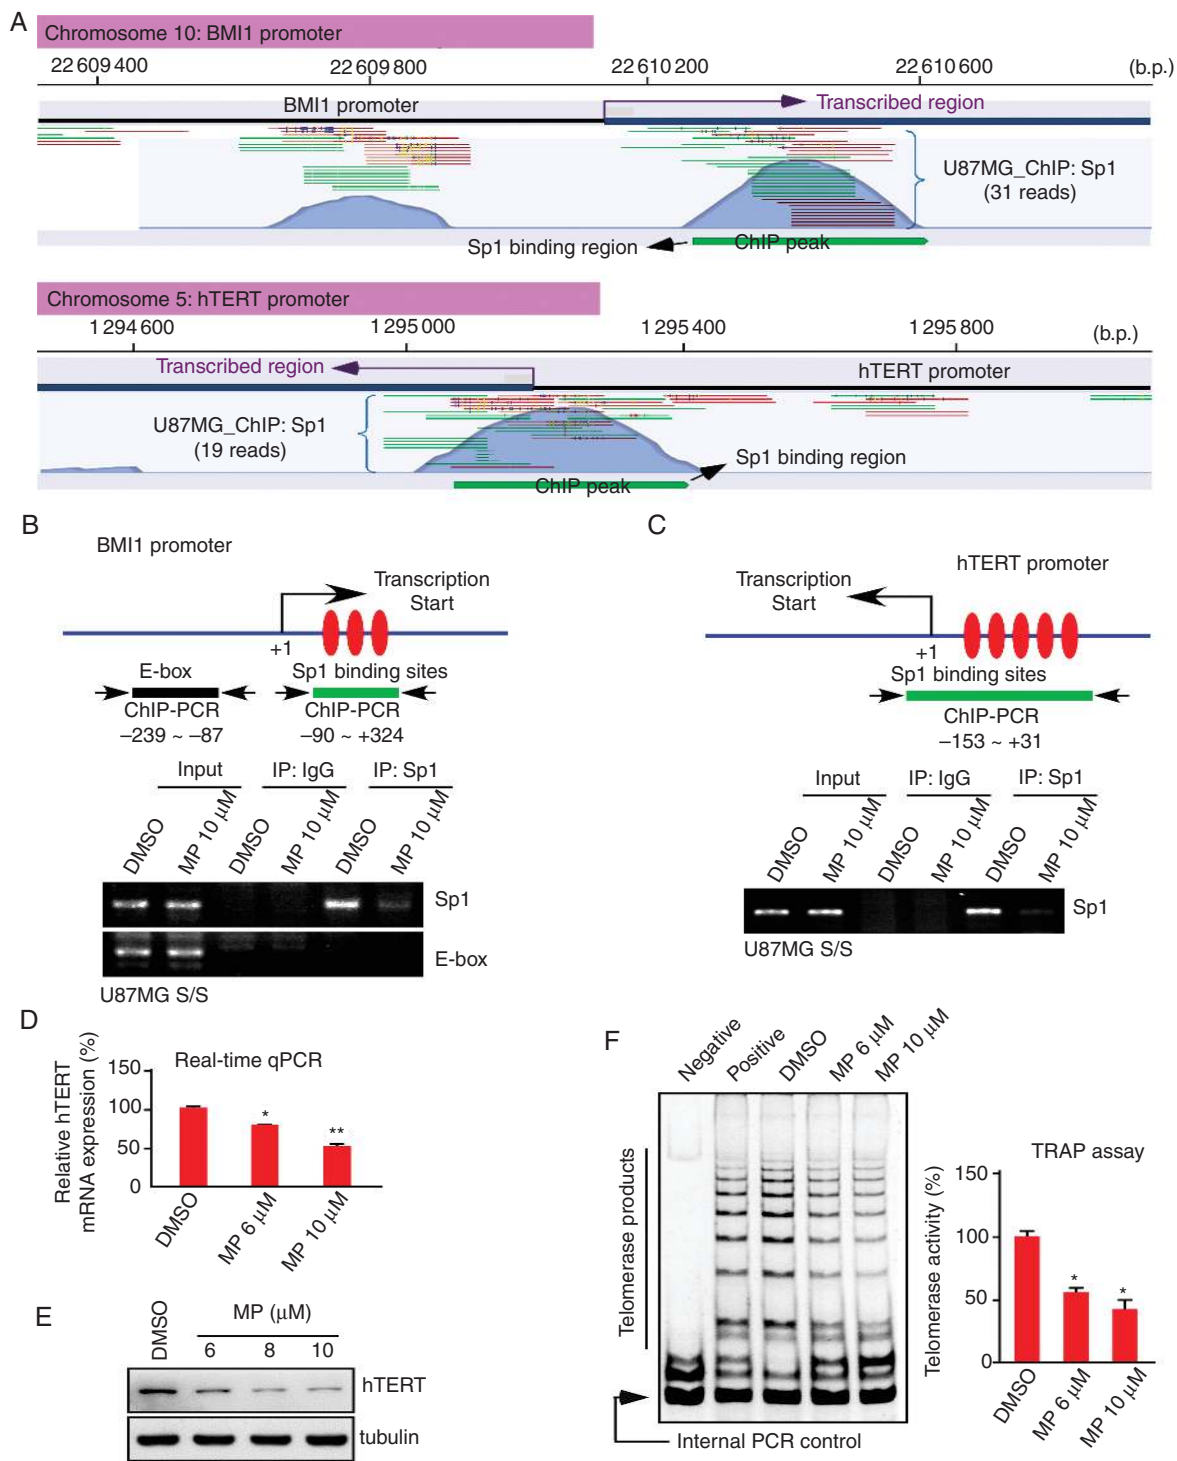 A
Chromosome 10: BMI1 promoter
22 609 400 22 609 800 22 610 200 22 610 600 (b.p.)
BMI1 promoter Transcribed region
U87MG_ChIP: Sp1
(31 reads)
Sp1 binding region ChIP peak
Chromosome 5: hTERT promoter
1 294 600 1 295 000 1 295 400 1 295 800 (b.p.)
Transcribed region hTERT promoter
U87MG_ChIP: Sp1
(19 reads)
Sp1 binding region
ChIP peak
B
BMI1 promoter
Transcription
Start
+1
E-box Sp1 binding sites
ChIP-PCR ChIP-PCR
–239 ~ –87 –90 ~ +324
Input IP: IgG IP: Sp1
DMSO MP 10 µM DMSO MP 10 µM DMSO MP 10 µM
Sp1
E-box
U87MG S/S
C
hTERT promoter
Transcription
Start
+1
Sp1 binding sites
ChIP-PCR
–153 ~ +31
Input IP: IgG IP: Sp1
DMSO MP 10 µM DMSO MP 10 µM DMSO MP 10 µM
Sp1
U87MG S/S
D
Real-time qPCR
Relative hTERT
mRNA expression (%)
150
100
50
0
*
**
DMSO MP 6 µM MP 10 µM
E
DMSO MP (µM)
6 8 10
hTERT
tubulin
F
Negative Positive DMSO MP 6 µM MP 10 µM
Telomerase products
Internal PCR control
TRAP assay
Telomerase activity (%)
150
100
50
0
*
*
DMSO MP 6 µM MP 10 µM